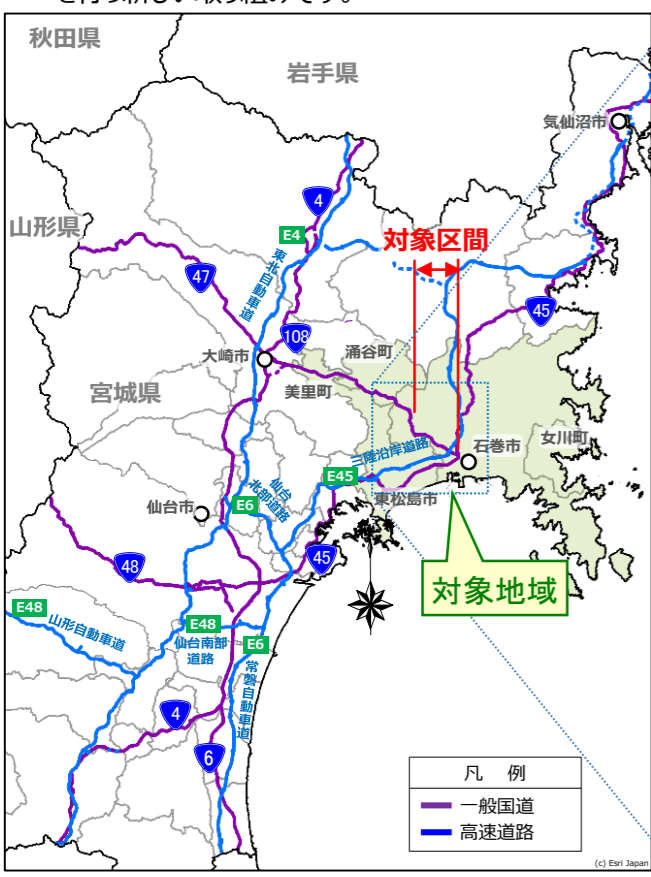 秋田県
岩手県
気仙沼市
4
山形県
E4
対象区間
47
東北自動車道
45
108
涌谷町
大崎市
美里町
宮城県
女川町
石巻市
三陸沿岸道路
仙台
北部道路
E45
東松島市
E6
仙台市
48
45
対象地域
E48
山形自動車道
E48
仙台南部
道路
E6
常磐自動車道
4
6
凡 例
一般国道
高速道路
(c) Esri Japan